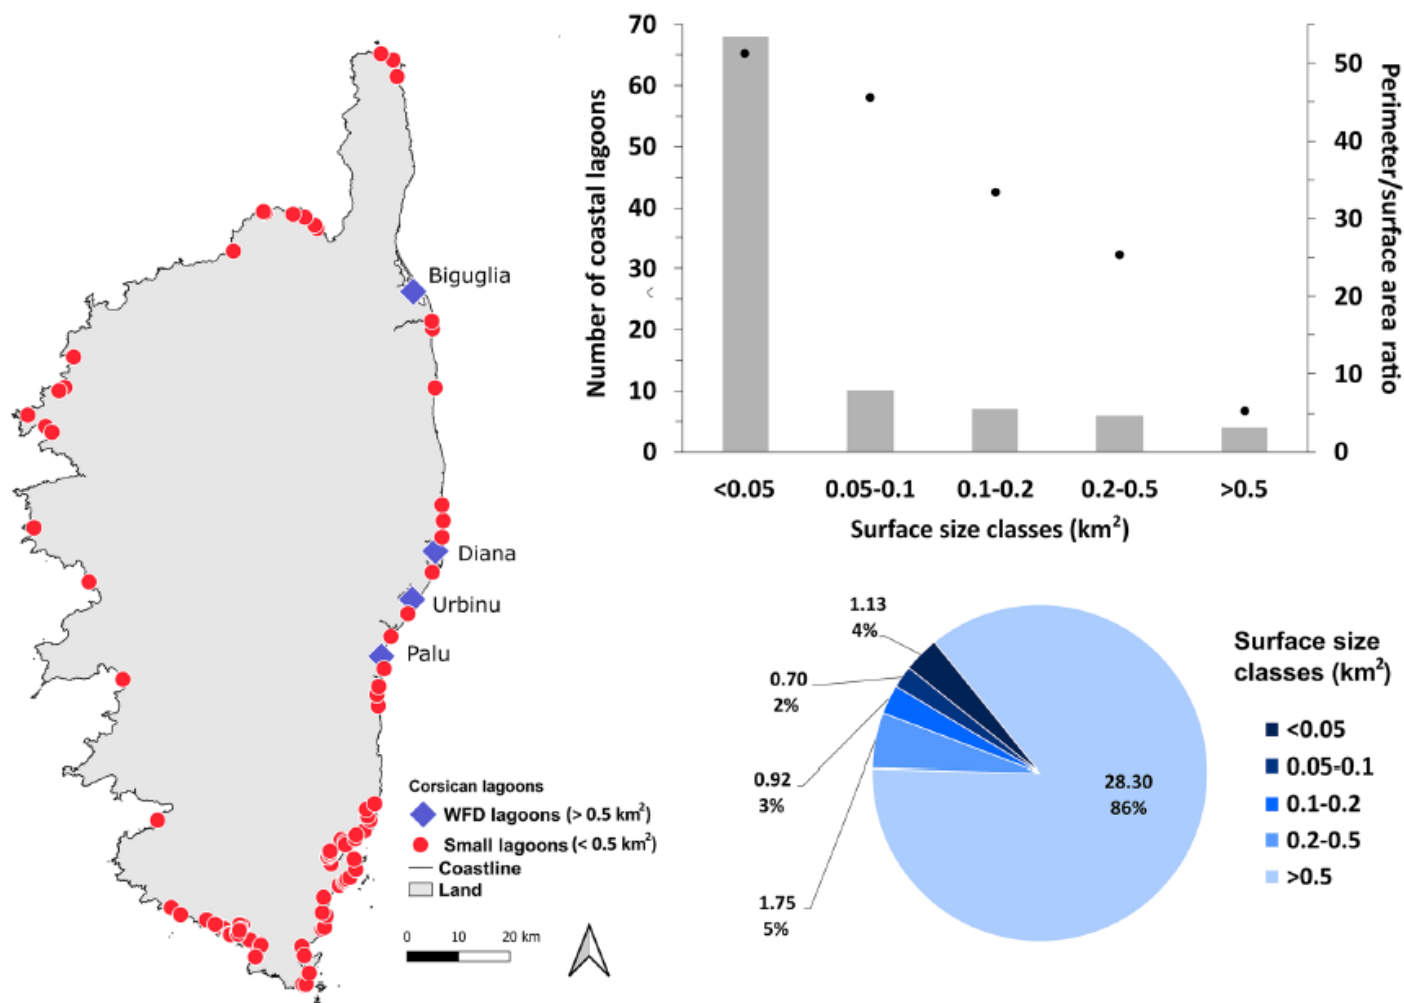 Biguglia
Diana
Urbinu
Palu
Corsican lagoons
WFD lagoons (> 0.5 km²)
Small lagoons (< 0.5 km²)
Coastline
Land
0 10 20 km
Number of coastal lagoons
70
60
50
40
30
20
10
0
50
40
30
20
10
0
Perimeter/surface area ratio
<0.05 0.05-0.1 0.1-0.2 0.2-0.5 >0.5
Surface size classes (km²)
1.13
4%
0.70
2%
0.92
3%
1.75
5%
28.30
86%
Surface size
classes (km²)
<0.05
0.05-0.1
0.1-0.2
0.2-0.5
>0.5